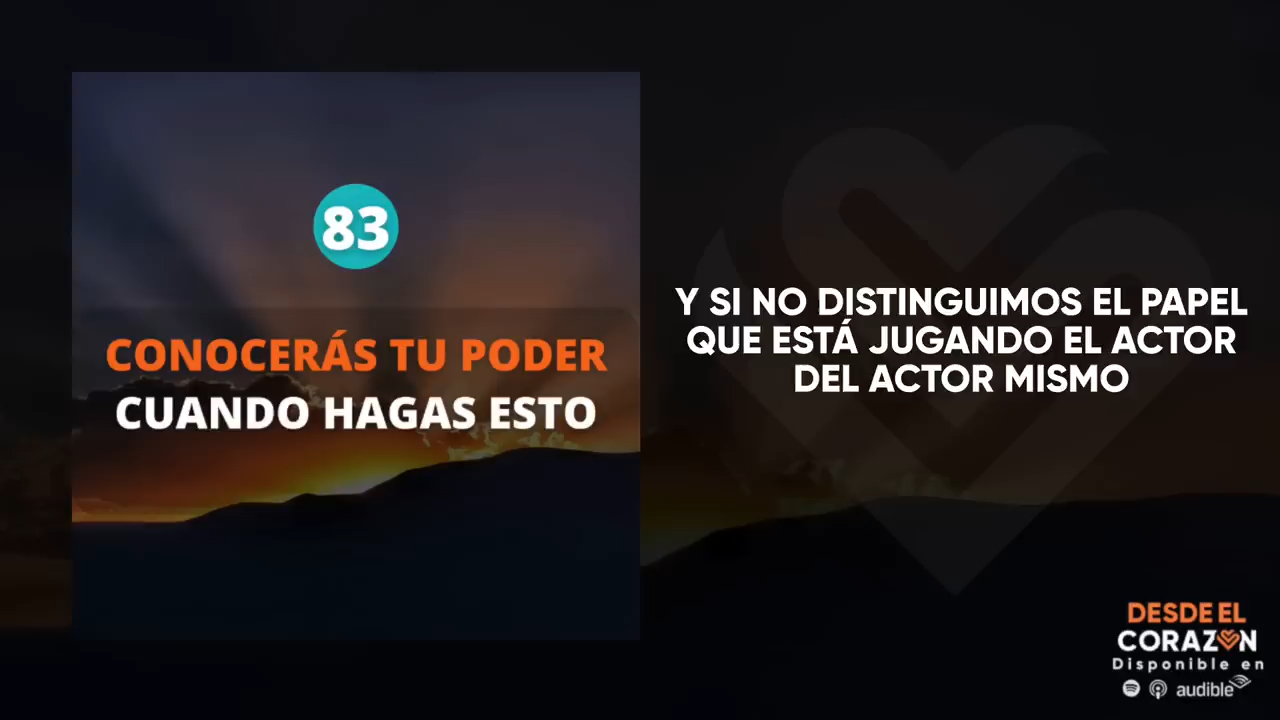 83
CONOCERÁS TU PODER
CUANDO HAGAS ESTO
Y SI NO DISTINGUIMOS EL PAPEL
QUE ESTÁ JUGANDO EL ACTOR
DEL ACTOR MISMO
DESDE EL
CORAZÓN
Disponible en
audible